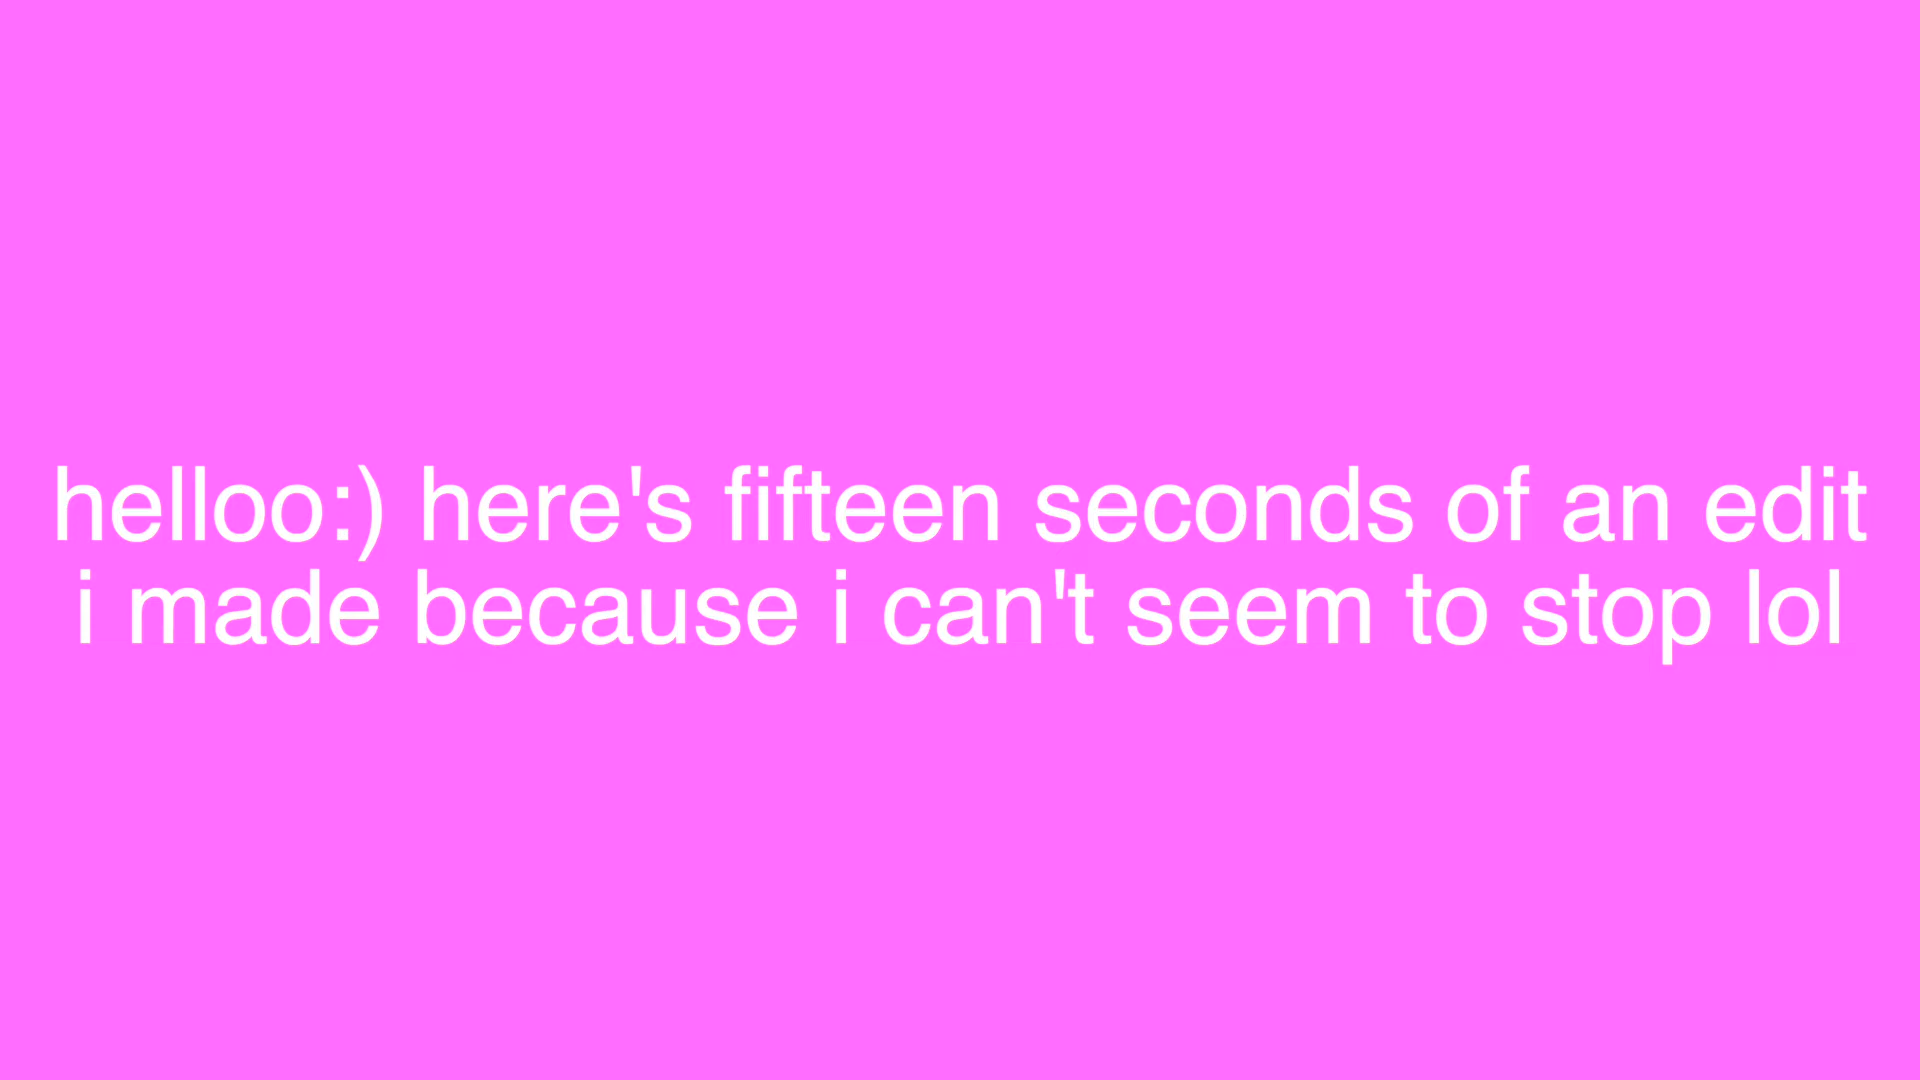 helloo:) here's fifteen seconds of an edit
i made because i can't seem to stop lol